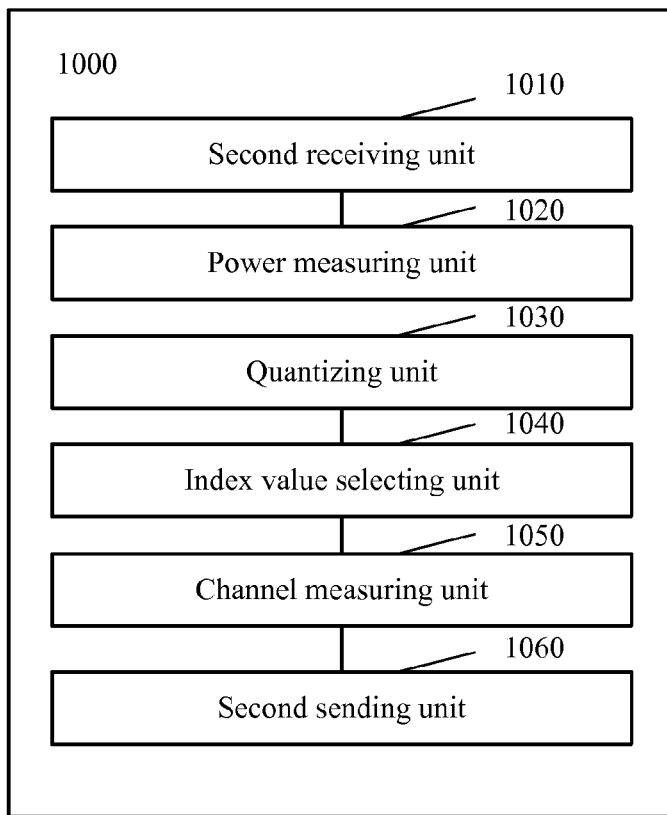 1000
1010
Second receiving unit
1020
Power measuring unit
1030
Quantizing unit
1040
Index value selecting unit
1050
Channel measuring unit
1060
Second sending unit